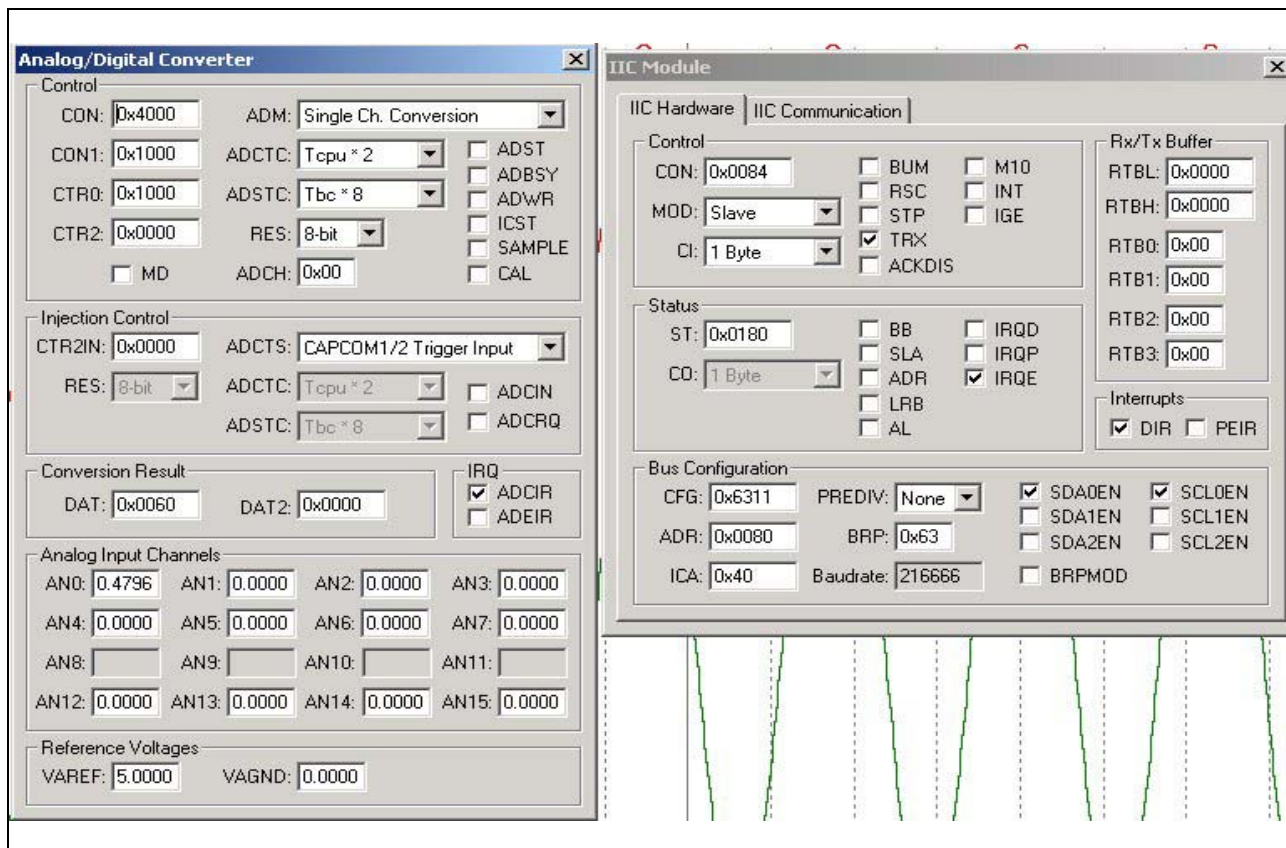 Analog/Digital Converter
Control
CON: 0x4000 ADM: Single Ch. Conversion
CON1: 0x1000 ADCTC: Tcpu * 2 ADST
ADBSY
CTR0: 0x1000 ADSTC: Tbc * 8 ADWR
ICST
CTR2: 0x0000 RES: 8-bit SAMPLE
MD ADCH: 0x00 CAL
Injection Control
CTR2IN: 0x0000 ADCTS: CAPCOM1/2 Trigger Input
RES: 8-bit ADCTC: Tcpu * 2 ADCIN
ADSTC: Tbc * 8 ADCRQ
Conversion Result
DAT: 0x0060 DAT2: 0x0000
IRQ
ADCIR
ADEIR
Analog Input Channels
AN0: 0.4796 AN1: 0.0000 AN2: 0.0000 AN3: 0.0000
AN4: 0.0000 AN5: 0.0000 AN6: 0.0000 AN7: 0.0000
AN8: AN9: AN10: AN11:
AN12: 0.0000 AN13: 0.0000 AN14: 0.0000 AN15: 0.0000
Reference Voltages
VAREF: 5.0000 VAGND: 0.0000
IIC Module
IIC Hardware IIC Communication
Control
CON: 0x0084 BUM M10
RSC INT
MOD: Slave STP IGE
TRX
CI: 1 Byte ACKDIS
Rx/Tx Buffer
RTBL: 0x0000
RTBH: 0x0000
RTB0: 0x00
RTB1: 0x00
RTB2: 0x00
RTB3: 0x00
Status
ST: 0x0180 BB IRQD
SLA IRQP
CO: 1 Byte ADR IRQE
LRB
AL
Interrupts
DIR PEIR
Bus Configuration
CFG: 0x6311 PREDIV: None SDA0EN SCL0EN
SDA1EN SCL1EN
ADR: 0x0080 BRP: 0x63 SDA2EN SCL2EN
ICA: 0x40 Baudrate: 216666 BRPMOD